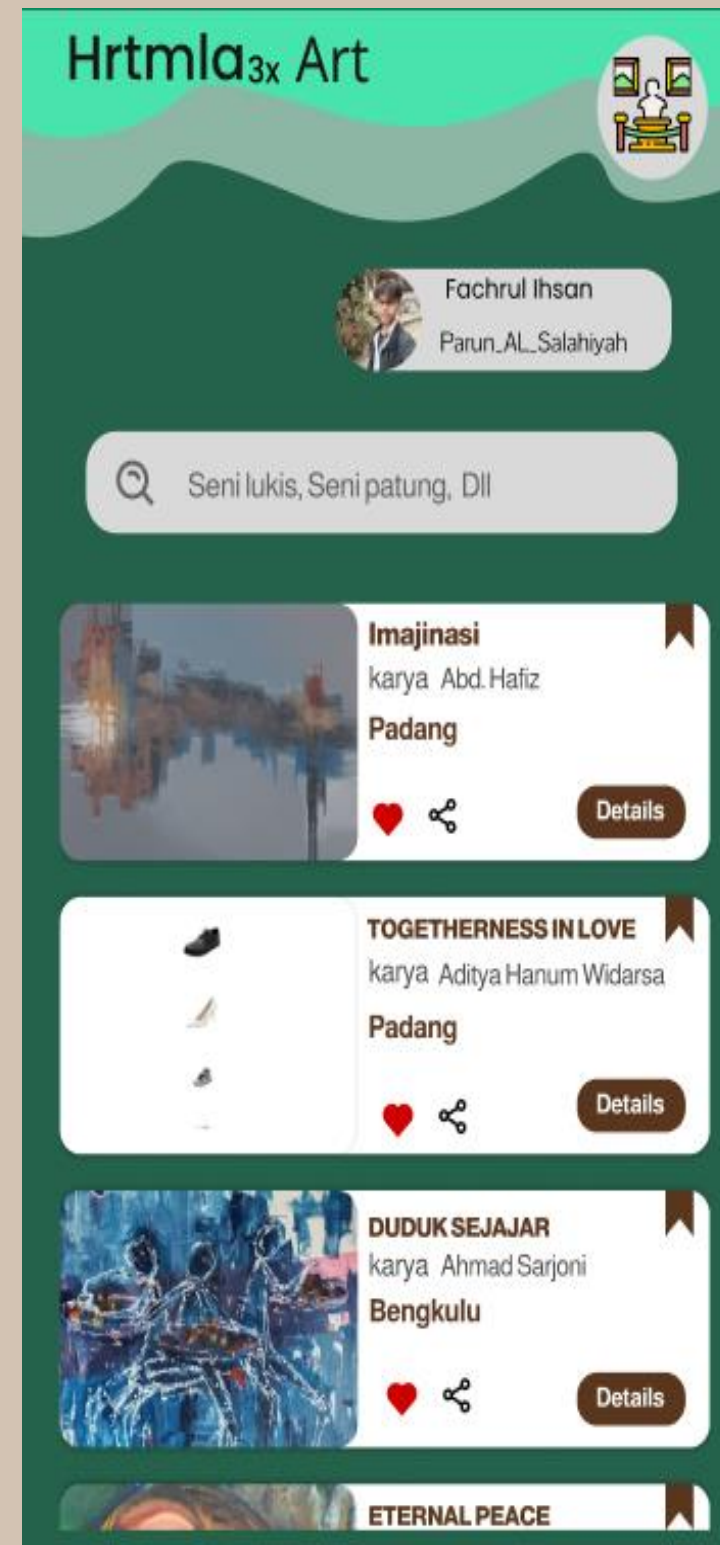 Hrtmla3x Art
Fachrul Ihsan
Parun_AL_Salahiyah
Seni lukis, Seni patung, Dll
Imajinasi
karya Abd. Hafiz
Padang
Details
TOGETHERNESS IN LOVE
karya Aditya Hanum Widarsa
Padang
Details
DUDUK SEJAJAR
karya Ahmad Sarjoni
Bengkulu
Details
ETERNAL PEACE